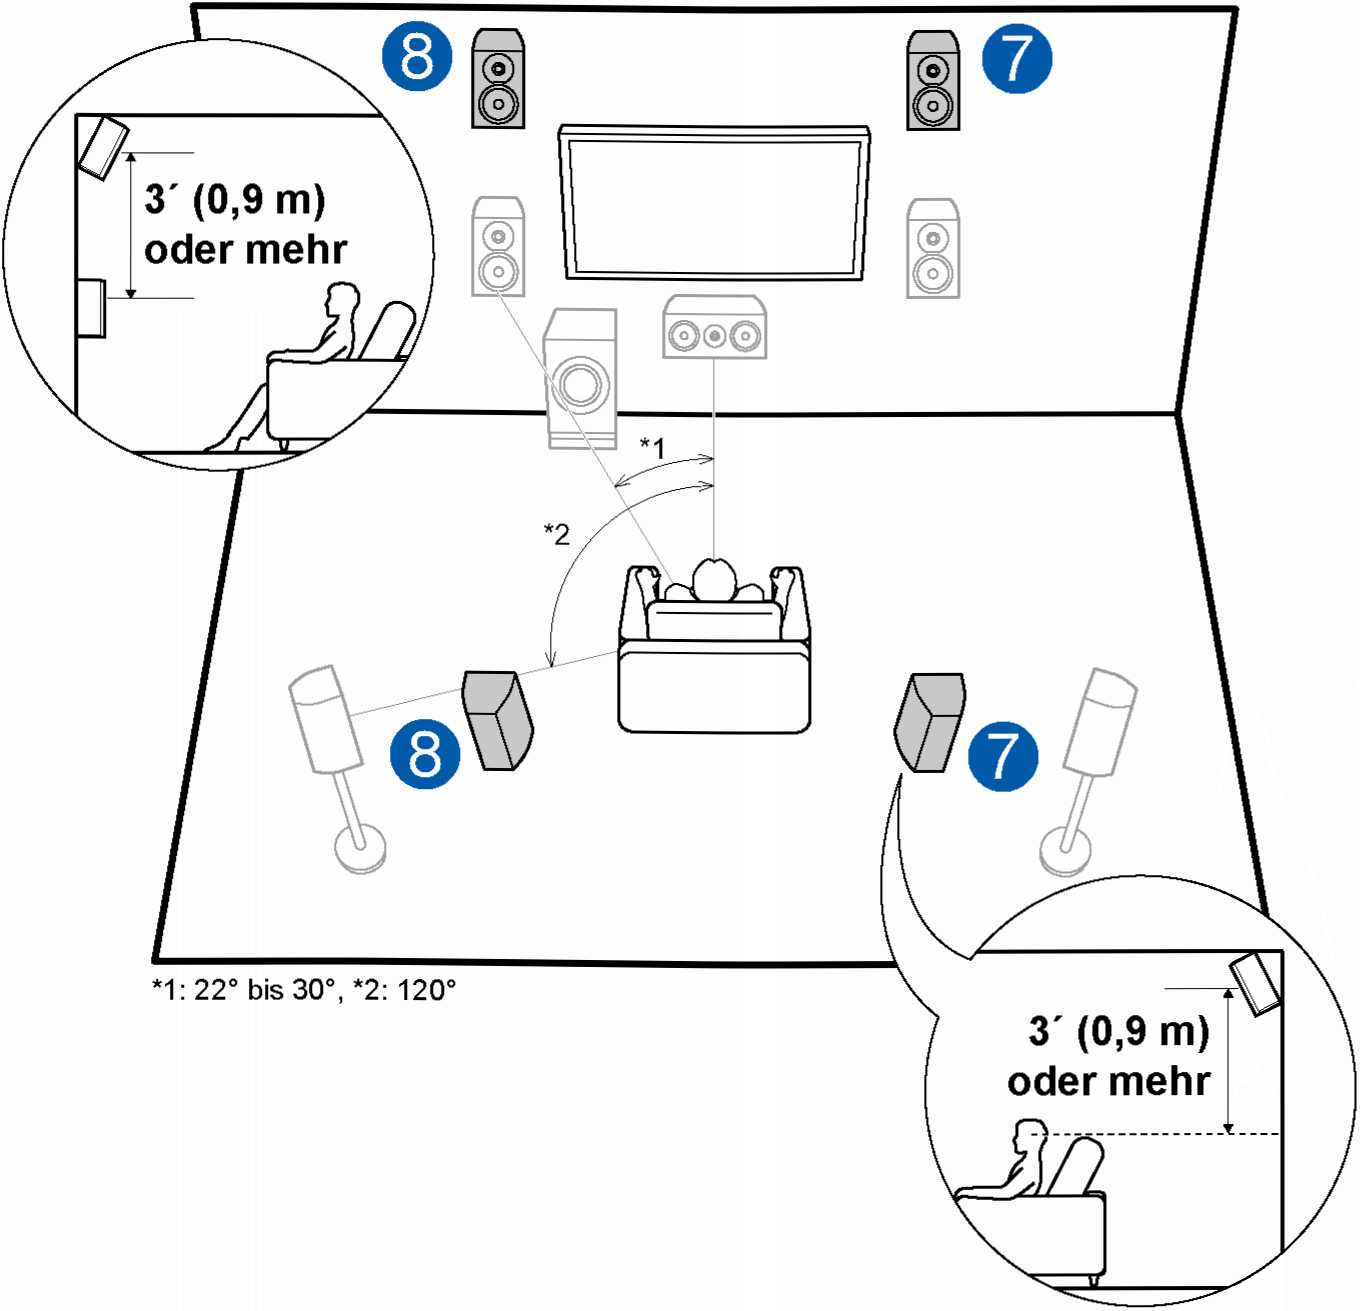 8
7
3´ (0,9 m)
oder mehr
*1
*2
8
7
*1: 22° bis 30°, *2: 120°
3´ (0,9 m)
oder mehr